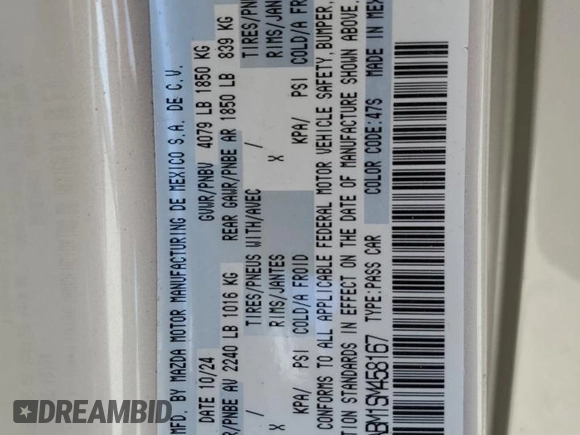 MFD. BY MAZDA MOTOR MANUFACTURING DE MEXICO S.A. DE C.V.
DATE 10/24 GVWR/PNBV 4079 LB 1850 KG
GAWR/PNBE AV 2240 LB 1016 KG REAR GAWR/PNBE AR 1850 LB 839 KG
TIRES/PNEUS WITH/AVEC TIRES/PN
RIMS/JANTES X / RIMS/JAN
KPA/ PSI COLD/A FROID KPA/ PSI COLD/A FRO
CONFORMS TO ALL APPLICABLE FEDERAL MOTOR VEHICLE SAFETY, BUMPER,
TION STANDARDS IN EFFECT ON THE DATE OF MANUFACTURE SHOWN ABOVE.
ABM1SM458167 TYPE:PASS CAR COLOR CODE:47S MADE IN MEX
DREAMBID